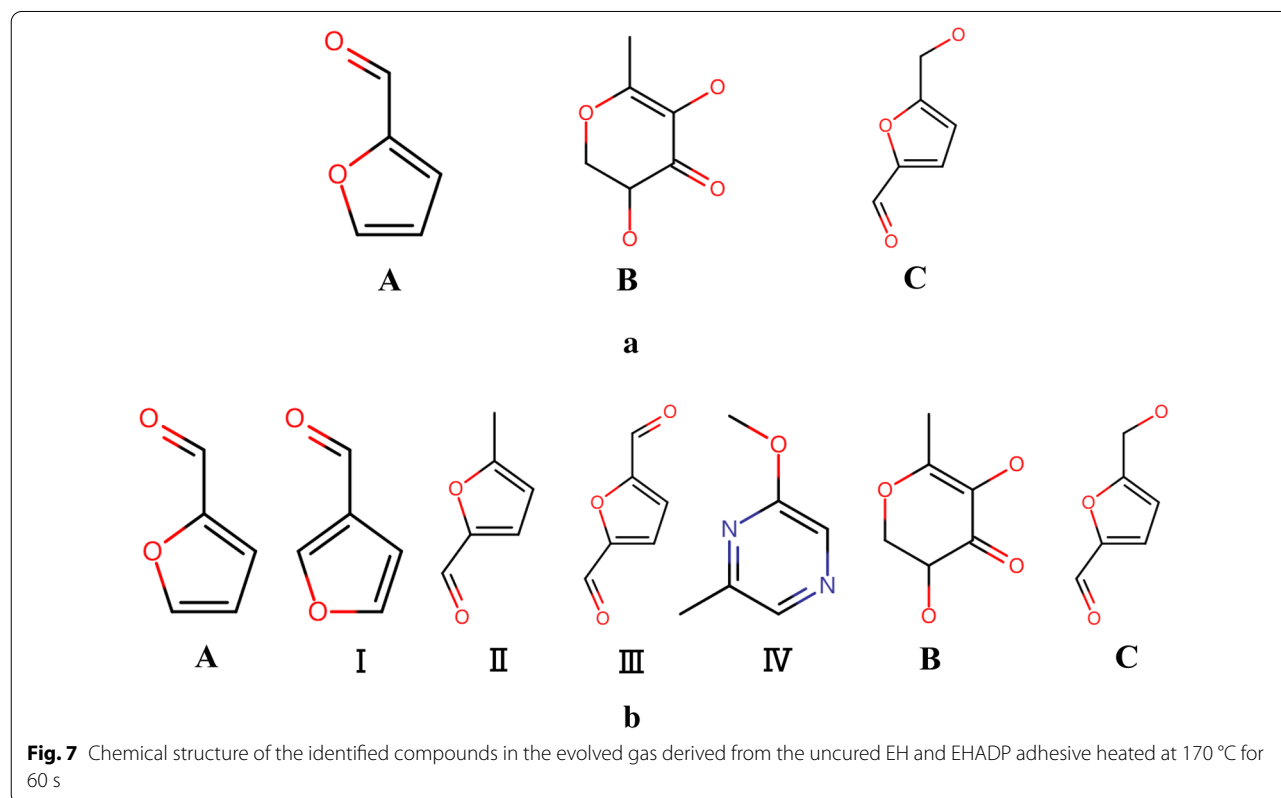 O O O O
O O O
O
O O
A B C
a
O O O O O
O O O O O
N
O O
N
O O O O O
A I II III IV B C
b
Fig. 7 Chemical structure of the identified compounds in the evolved gas derived from the uncured EH and EHADP adhesive heated at 170 °C for
60 s